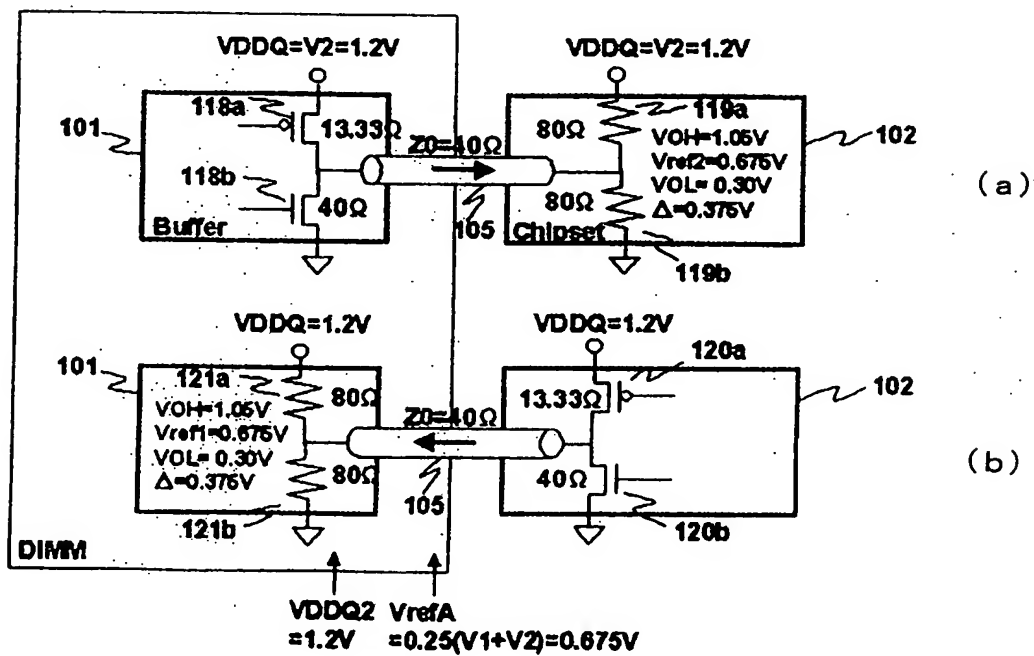 VDDQ=V2=1.2V
VDDQ=V2=1.2V
118a
119a
101
13.33Ω
80Ω
VOH=1.05V
Vref2=0.675V
VOL= 0.30V
Δ=0.375V
102
Z0=40Ω
118b
40Ω
80Ω
(a)
Buffer
105
Chipset
119b
VDDQ=1.2V
VDDQ=1.2V
120a
101
121a
80Ω
VOH=1.05V
Vref1=0.675V
VOL= 0.30V
Δ=0.375V
Z0=40Ω
13.33Ω
102
80Ω
40Ω
(b)
105
121b
120b
DIMM
VDDQ2
=1.2V
VrefA
=0.25(V1+V2)=0.675V